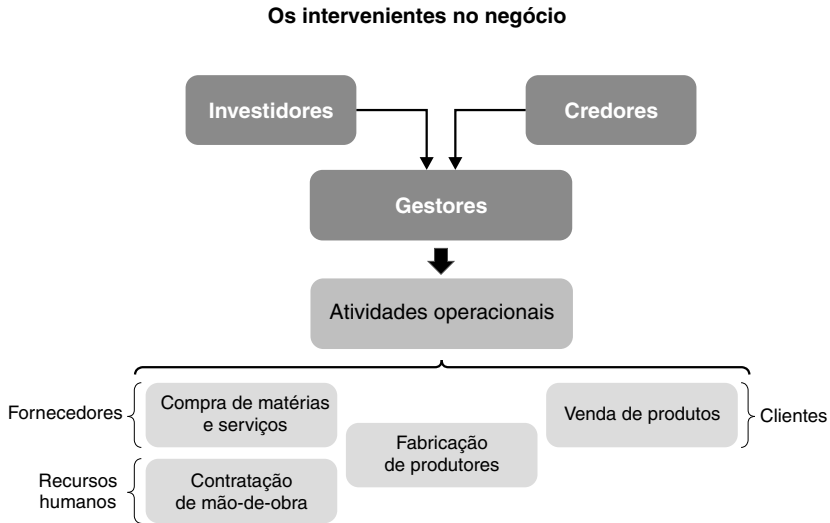 Os intervenientes no negócio
Investidores
Credores
Gestores
Atividades operacionais
Fornecedores
Compra de matérias
e serviços
Venda de produtos
Clientes
Fabricação
de produtores
Recursos
humanos
Contratação
de mão-de-obra